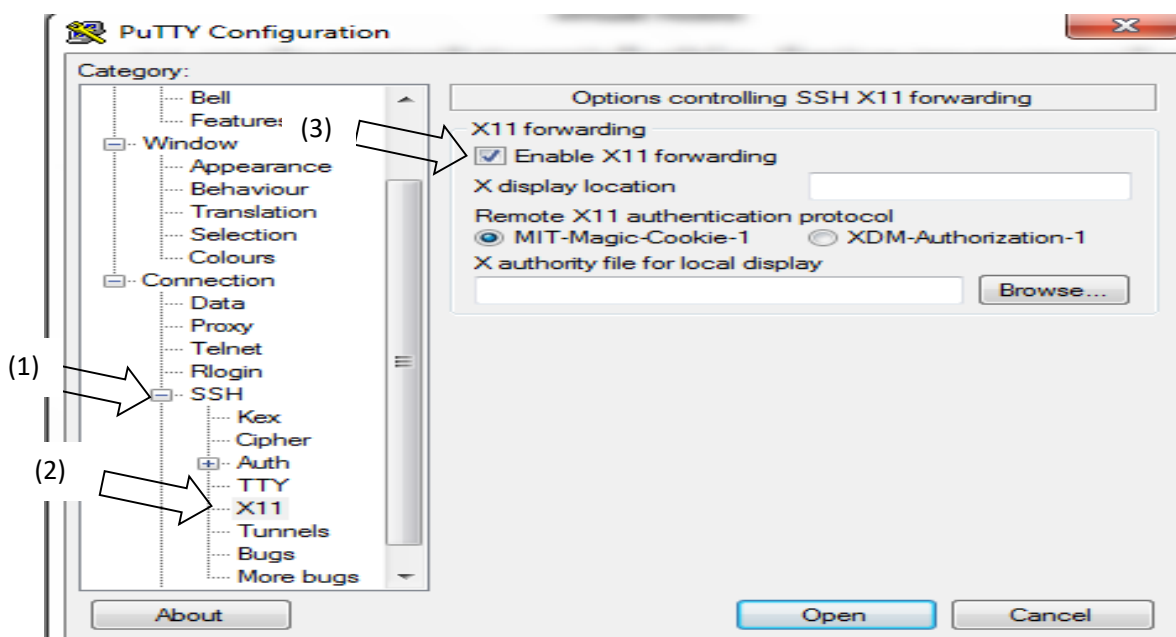 PuTTY Configuration
Category:
Bell
Features
Window
Appearance
Behaviour
Translation
Selection
Colours
Connection
Data
Proxy
Telnet
Rlogin
SSH
Kex
Cipher
Auth
TTY
X11
Tunnels
Bugs
More bugs
(1)
(2)
(3)
Options controlling SSH X11 forwarding
X11 forwarding
Enable X11 forwarding
X display location
Remote X11 authentication protocol
MIT-Magic-Cookie-1 XDM-Authorization-1
X authority file for local display
Browse...
About
Open
Cancel